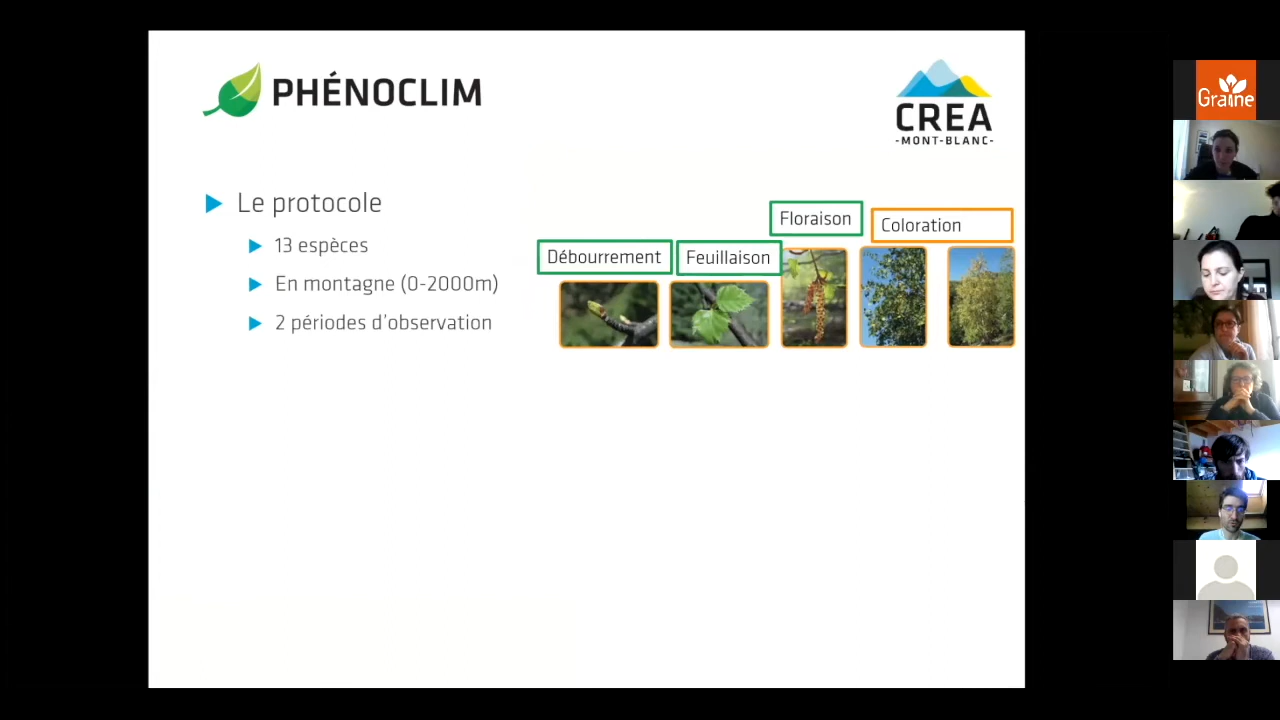 PHÉNOCLIM
CREA
-MONT-BLANC-
Graine
Le protocole
13 espèces
En montagne (0-2000m)
2 périodes d'observation
Débourrement
Feuillaison
Floraison
Coloration